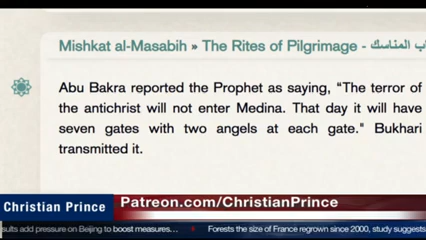 Mishkat al-Masabih » The Rites of Pilgrimage - كتاب المناسك
Abu Bakra reported the Prophet as saying, "The terror of
the antichrist will not enter Medina. That day it will have
seven gates with two angels at each gate." Bukhari
transmitted it.
Christian Prince
Patreon.com/ChristianPrince
sults add pressure on Beijing to boost measures... Forests the size of France regrown since 2000, study suggests